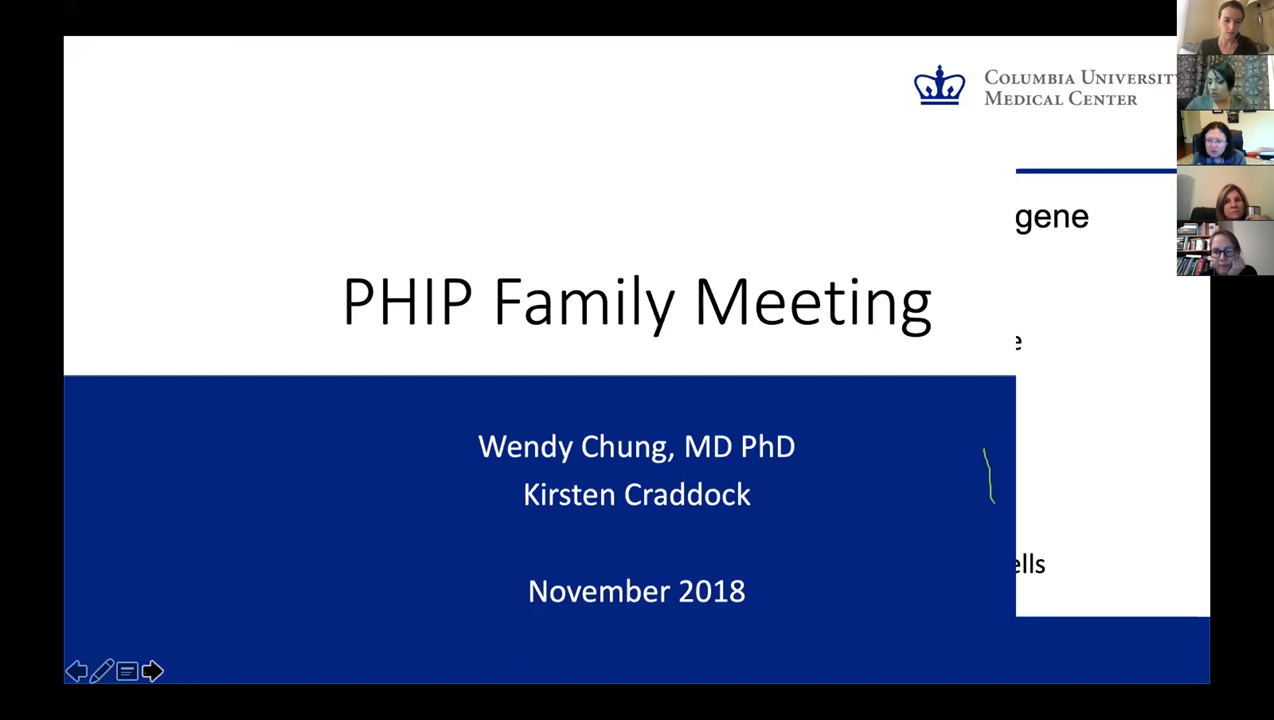 COLUMBIA UNIVERSITY
MEDICAL CENTER
gene
PHIP Family Meeting
e
Wendy Chung, MD PhD
Kirsten Craddock
ells
November 2018